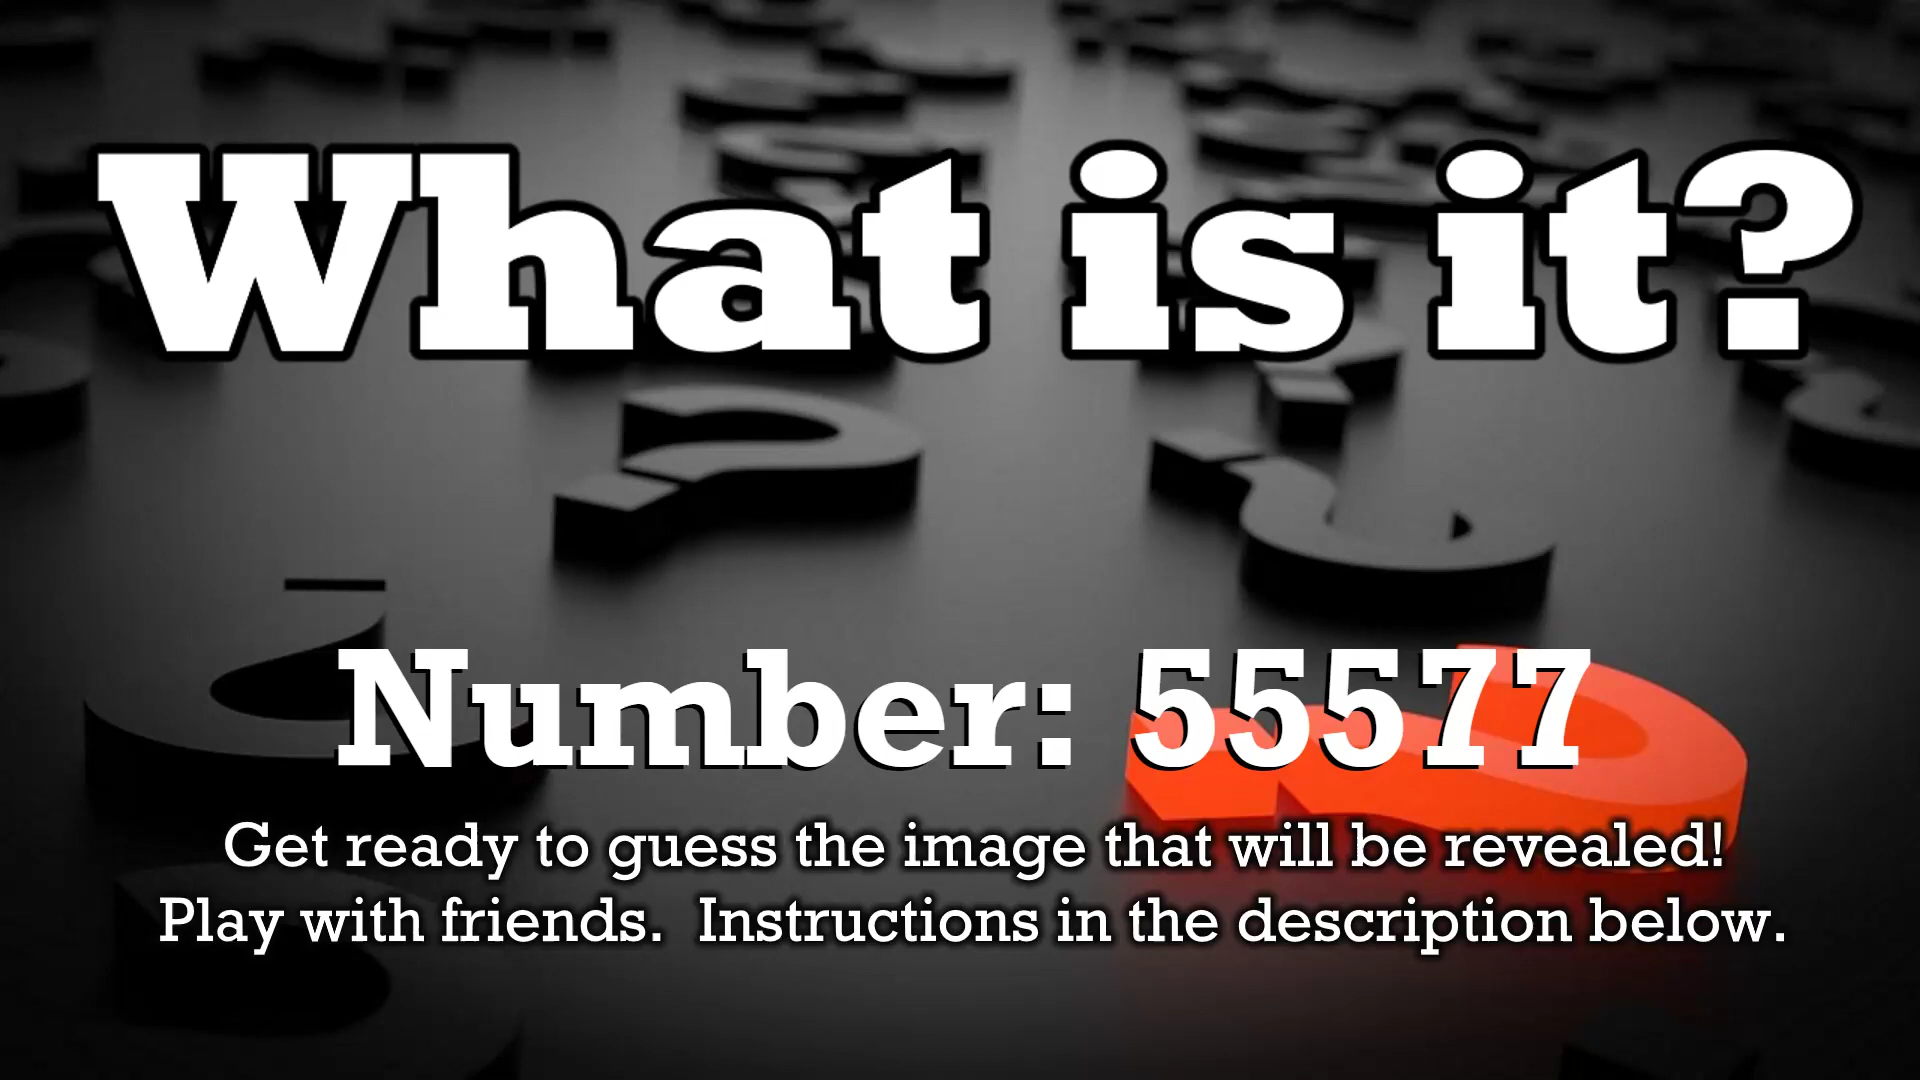 What is it?
Number: 55577
Get ready to guess the image that will be revealed!
Play with friends.  Instructions in the description below.